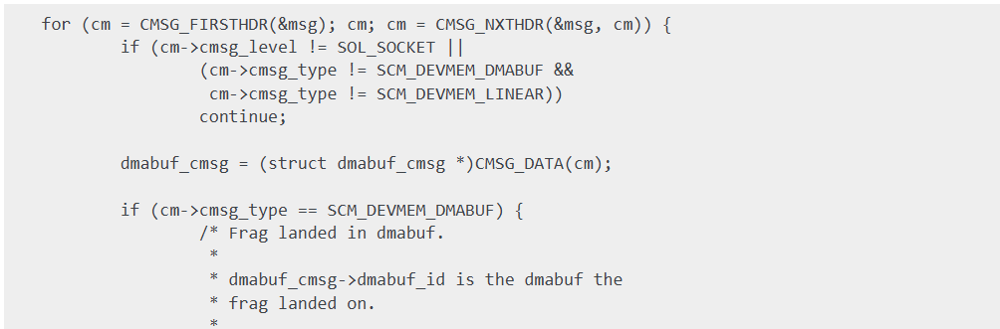 for (cm = CMSG_FIRSTHDR(&msg); cm; cm = CMSG_NXTHDR(&msg, cm)) {
if (cm->cmsg_level != SOL_SOCKET ||
(cm->cmsg_type != SCM_DEVMEM_DMABUF &&
cm->cmsg_type != SCM_DEVMEM_LINEAR))
continue;
dmabuf_cmsg = (struct dmabuf_cmsg *)CMSG_DATA(cm);
if (cm->cmsg_type == SCM_DEVMEM_DMABUF) {
/* Frag landed in dmabuf.
*
* dmabuf_cmsg->dmabuf_id is the dmabuf the
* frag landed on.
*